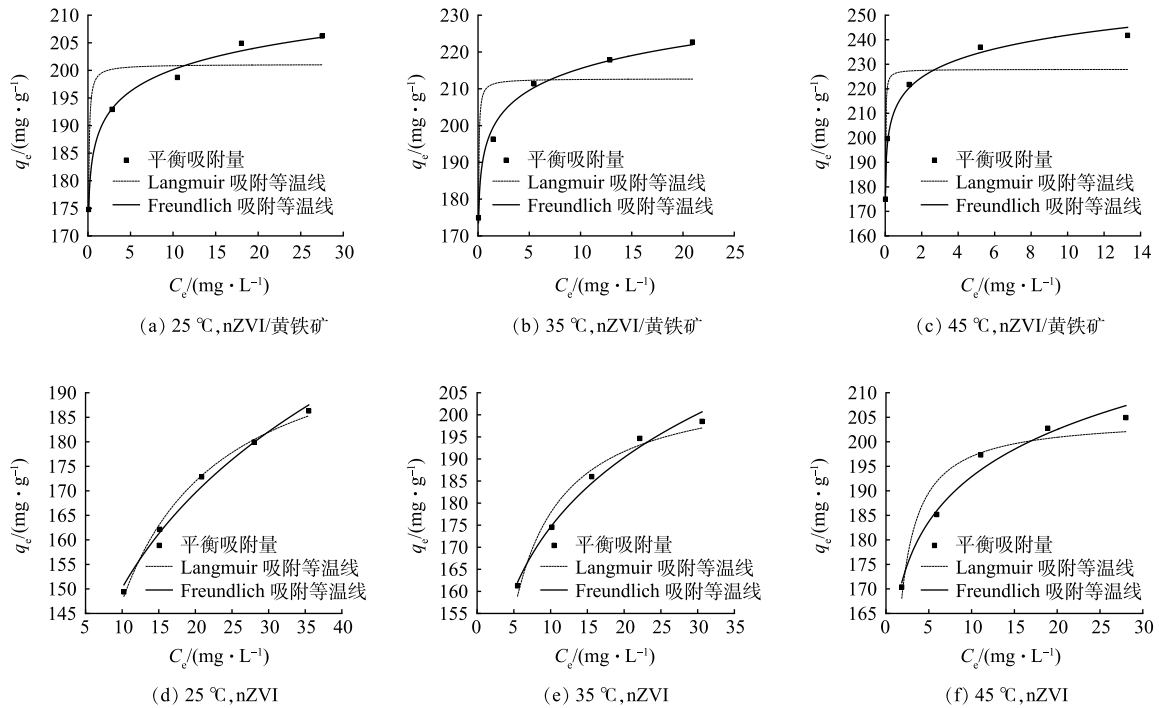 210
205
200
195
190
185
180
175
170
qe/(mg·g⁻¹)
平衡吸附量
Langmuir 吸附等温线
Freundlich 吸附等温线
0 5 10 15 20 25 30
Ce/(mg·L⁻¹)
(a) 25 ℃,nZVI/黄铁矿
230
220
210
200
190
180
170
qe/(mg·g⁻¹)
平衡吸附量
Langmuir 吸附等温线
Freundlich 吸附等温线
0 5 10 15 20 25
Ce/(mg·L⁻¹)
(b) 35 ℃,nZVI/黄铁矿
250
240
230
220
210
200
190
180
170
160
qe/(mg·g⁻¹)
平衡吸附量
Langmuir 吸附等温线
Freundlich 吸附等温线
0 2 4 6 8 10 12 14
Ce/(mg·L⁻¹)
(c) 45 ℃,nZVI/黄铁矿
190
185
180
170
165
160
155
150
145
qe/(mg·g⁻¹)
平衡吸附量
Langmuir 吸附等温线
Freundlich 吸附等温线
5 10 15 20 25 30 35 40
Ce/(mg·L⁻¹)
(d) 25 ℃,nZVI
205
200
195
190
185
180
175
170
165
160
155
qe/(mg·g⁻¹)
平衡吸附量
Langmuir 吸附等温线
Freundlich 吸附等温线
0 5 10 15 20 25 30 35
Ce/(mg·L⁻¹)
(e) 35 ℃,nZVI
210
205
200
195
190
185
180
175
170
165
qe/(mg·g⁻¹)
平衡吸附量
Langmuir 吸附等温线
Freundlich 吸附等温线
0 5 10 15 20 25 30
Ce/(mg·L⁻¹)
(f) 45 ℃,nZVI